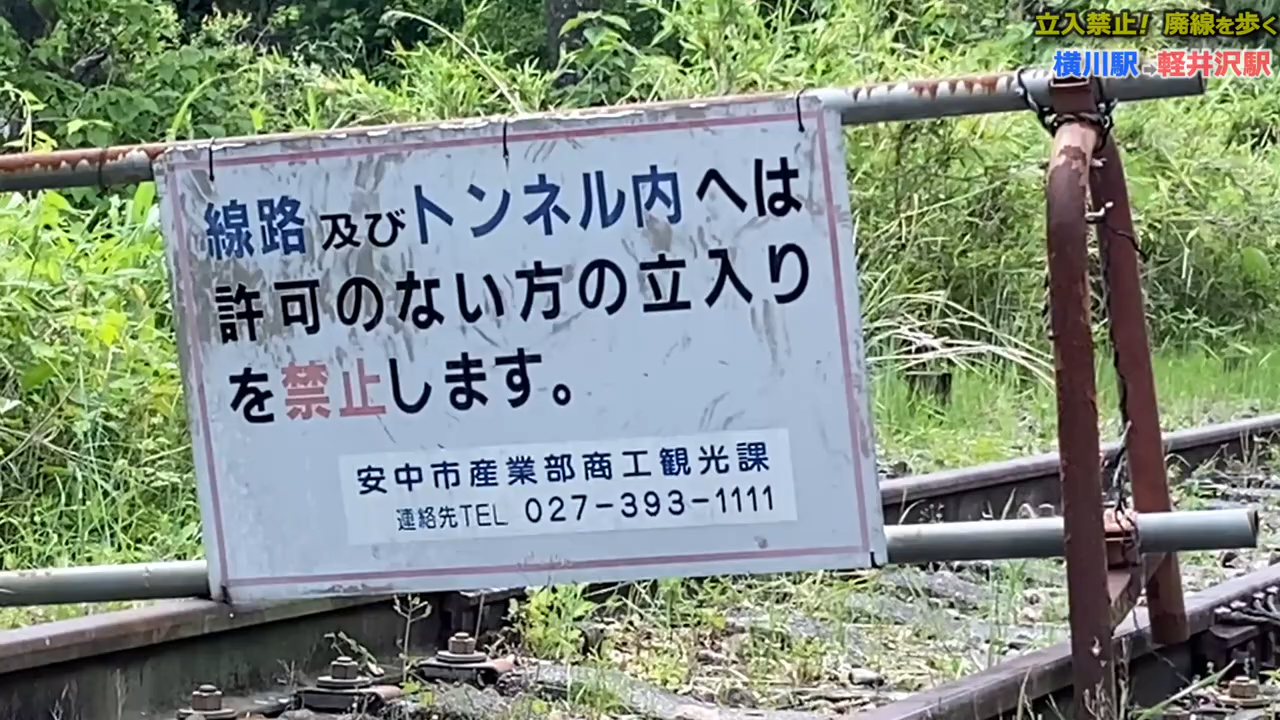 立入禁止！廃線を歩く
横川駅→軽井沢駅
線路及びトンネル内へは
許可のない方の立入り
を禁止します。
安中市産業部商工観光課
連絡先TEL 027-393-1111